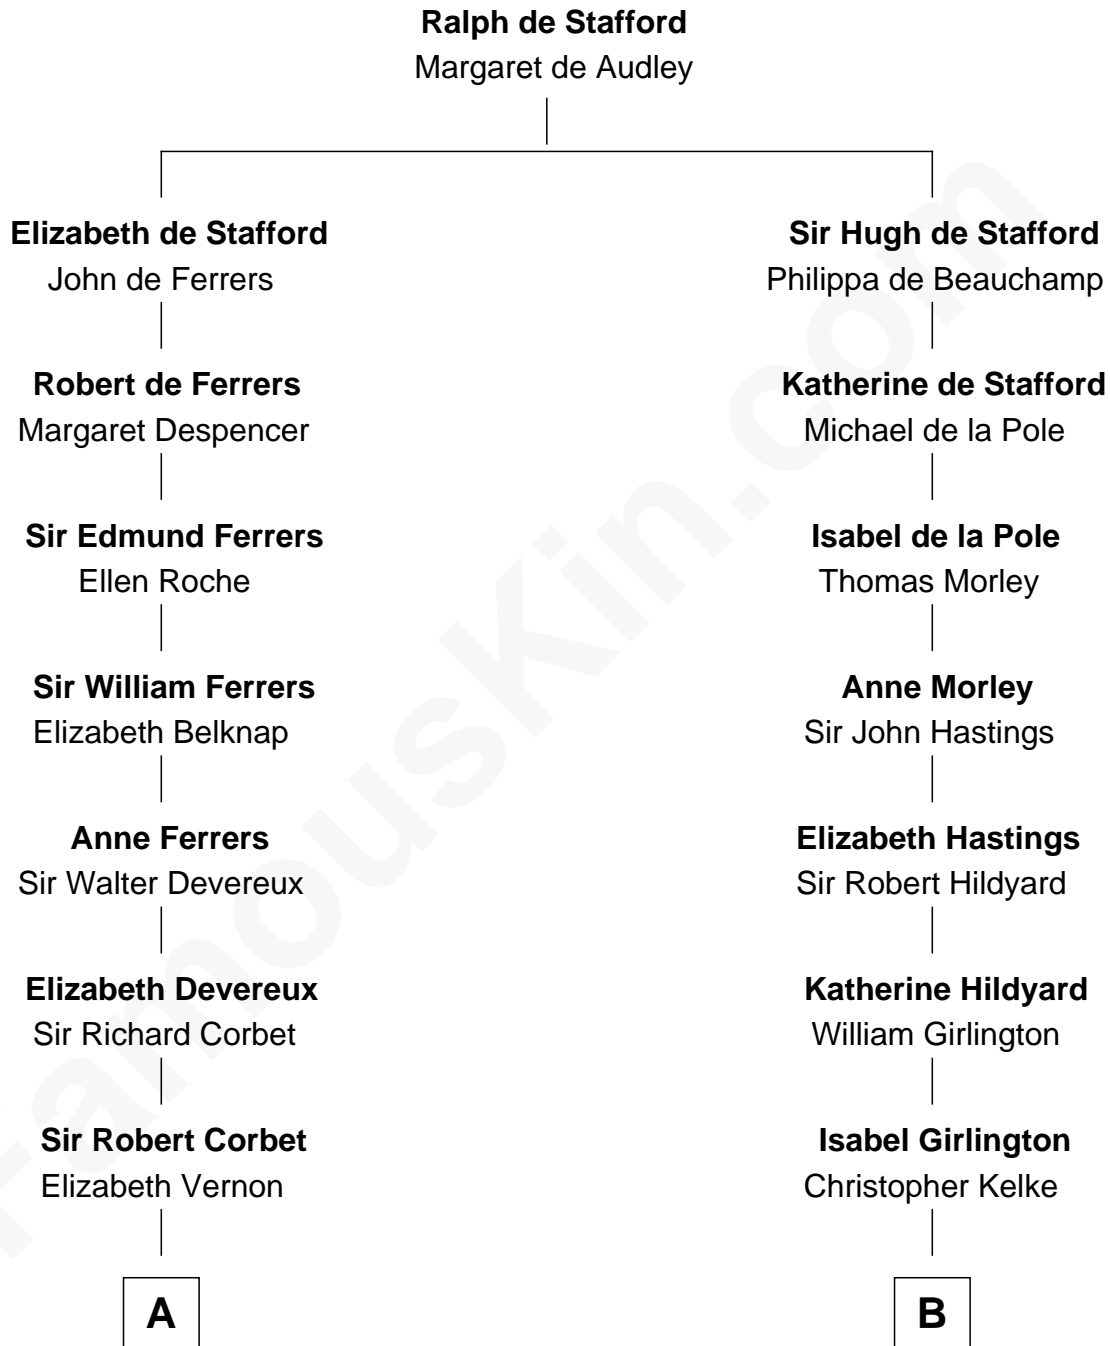 Ralph de Stafford
Margaret de Audley
Elizabeth de Stafford
John de Ferrers
Sir Hugh de Stafford
Philippa de Beauchamp
Robert de Ferrers
Margaret Despencer
Katherine de Stafford
Michael de la Pole
Sir Edmund Ferrers
Ellen Roche
Isabel de la Pole
Thomas Morley
Sir William Ferrers
Elizabeth Belknap
Anne Morley
Sir John Hastings
Anne Ferrers
Sir Walter Devereux
Elizabeth Hastings
Sir Robert Hildyard
Elizabeth Devereux
Sir Richard Corbet
Katherine Hildyard
William Girlington
Sir Robert Corbet
Elizabeth Vernon
Isabel Girlington
Christopher Kelke
A
B
FamousKin.com